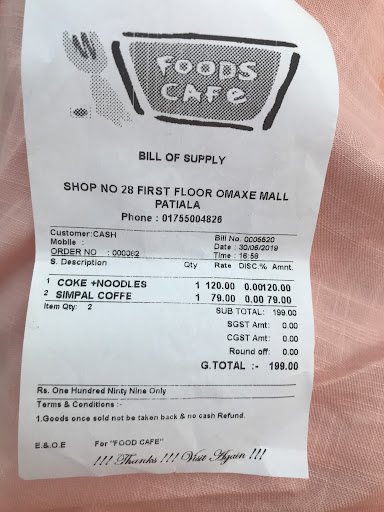 FOODS
CAFe
BILL OF SUPPLY
SHOP NO 28 FIRST FLOOR OMAXE MALL
PATIALA
Phone : 01755004826
Customer:CASH Bill No. 0005520
Mobile : Date : 30/06/2019
ORDER NO : 000062 Time : 16:58
S. Description Qty Rate DISC.% Amnt.
1 COKE +NOODLES 1 120.00 0.00120.00
2 SIMPAL COFFE 1 79.00 0.00 79.00
Item Qty: 2 SUB TOTAL: 199.00
SGST Amt: 0.00
CGST Amt: 0.00
Round off: 0.00
G.TOTAL :- 199.00
Rs. One Hundred Ninty Nine Only
Terms & Conditions :-
1.Goods once sold not be taken back & no cash Refund.
E.& O.E For "FOOD CAFE"
!!! Thanks !!! Visit Again !!!